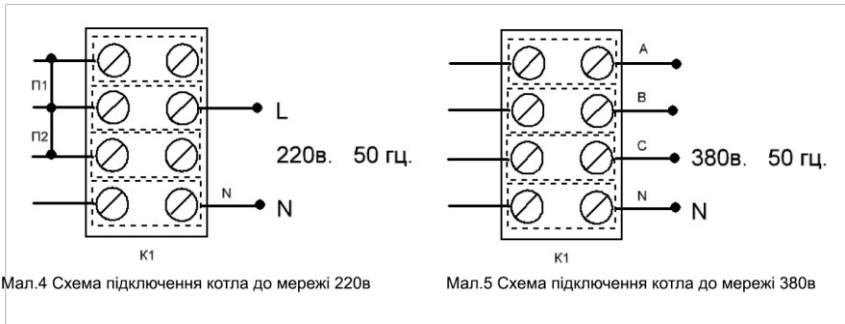 П1
П2
L
220в. 50 гц.
N
N
К1
Мал.4 Схема підключення котла до мережі 220в
A
B
C
380в. 50 гц.
N
N
К1
Мал.5 Схема підключення котла до мережі 380в